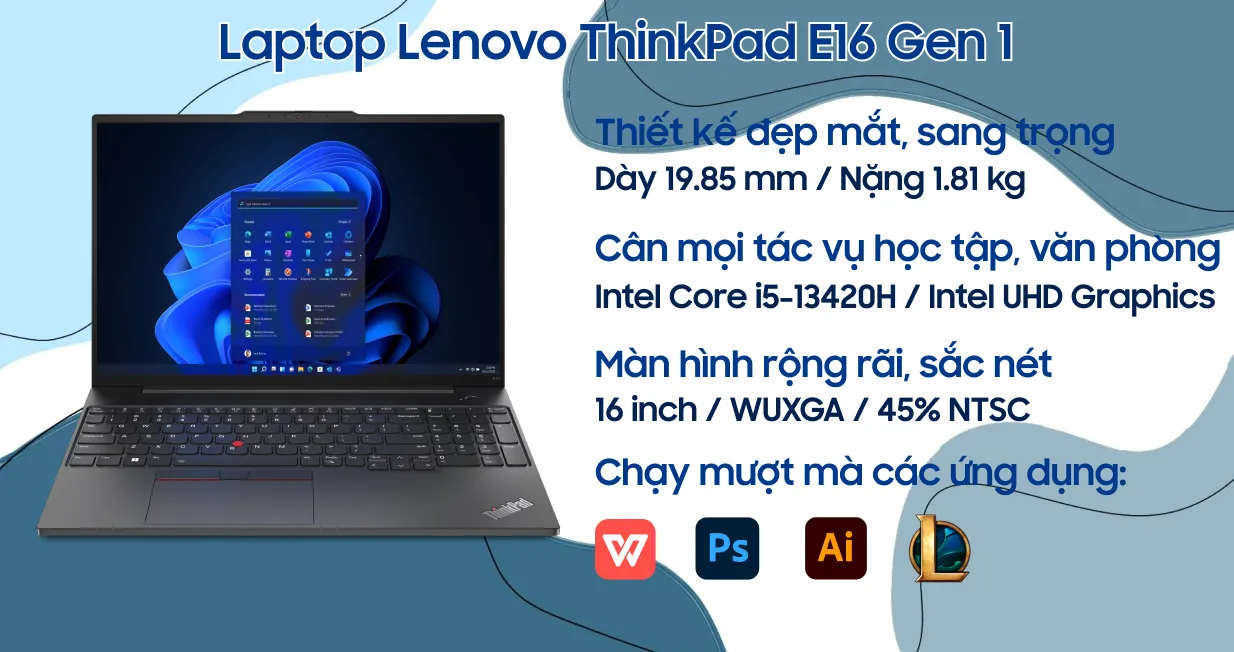 Laptop Lenovo ThinkPad E16 Gen 1
Thiết kế đẹp mắt, sang trọng
Dày 19.85 mm / Nặng 1.81 kg
Cân mọi tác vụ học tập, văn phòng
Intel Core i5-13420H / Intel UHD Graphics
Màn hình rộng rãi, sắc nét
16 inch / WUXGA / 45% NTSC
Chạy mượt mà các ứng dụng:
W Ps Ai L
ThinkPad